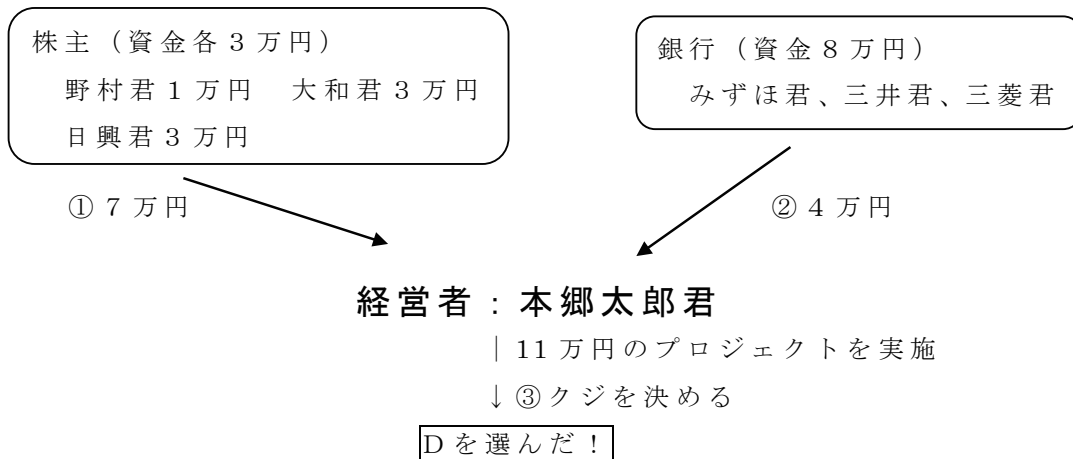 株主（資金各３万円）
野村君１万円　大和君３万円
日興君３万円
銀行（資金８万円）
みずほ君、三井君、三菱君
①７万円
②４万円
経営者：本郷太郎君
｜11万円のプロジェクトを実施
↓③クジを決める
Dを選んだ！